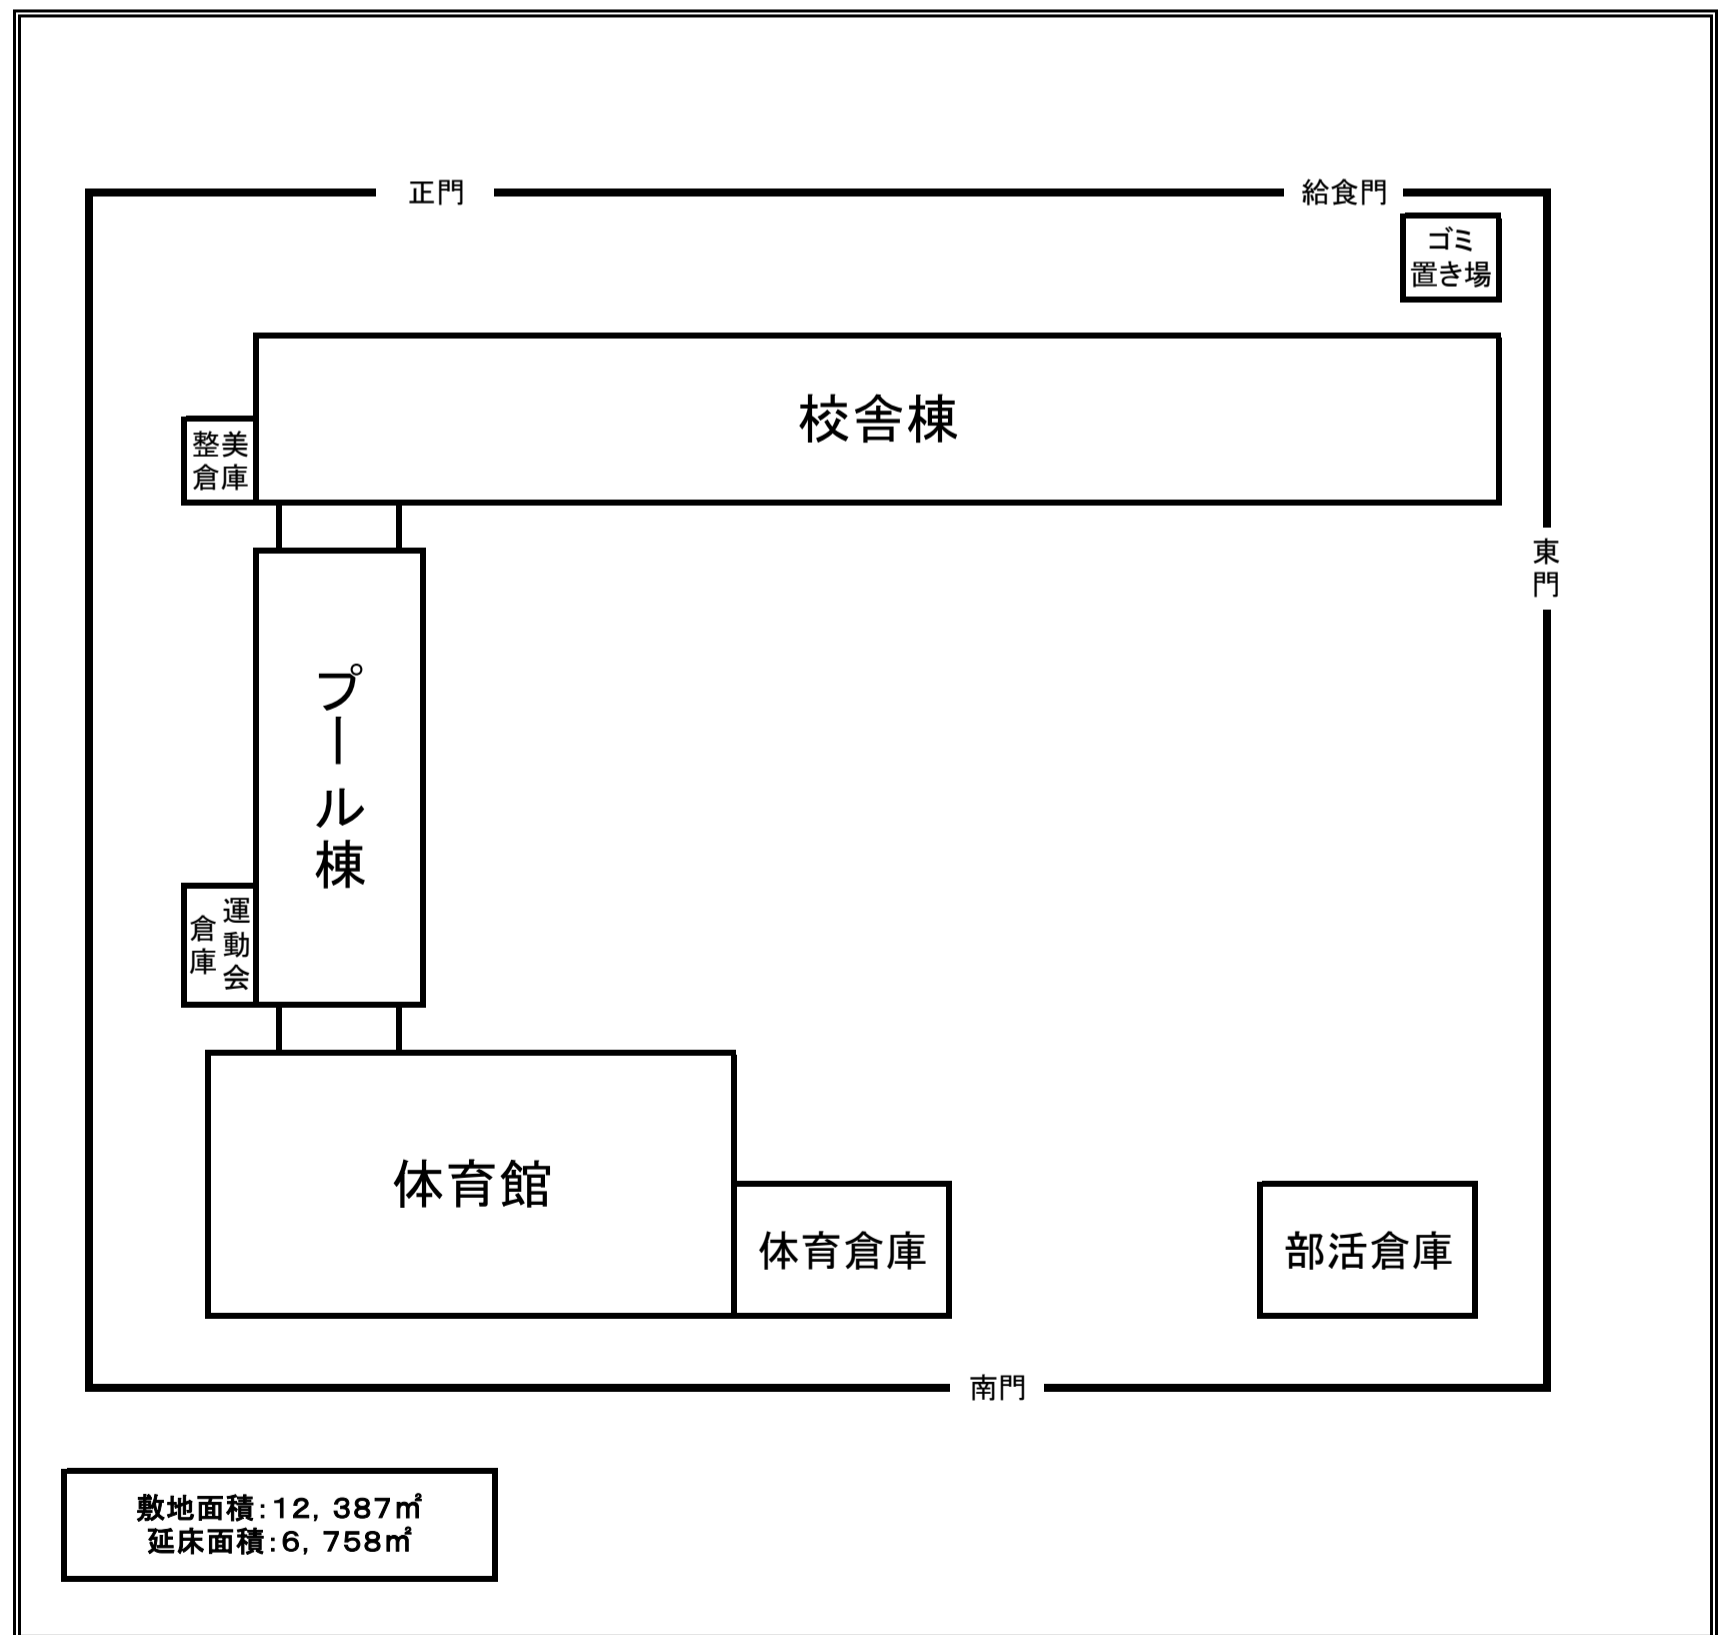 正門
給食門
ゴミ
置き場
校舎棟
整美
倉庫
東門
プール棟
運動会
倉庫
体育館
体育倉庫
部活倉庫
南門
敷地面積：１２，３８７㎡
延床面積：６，７５８㎡